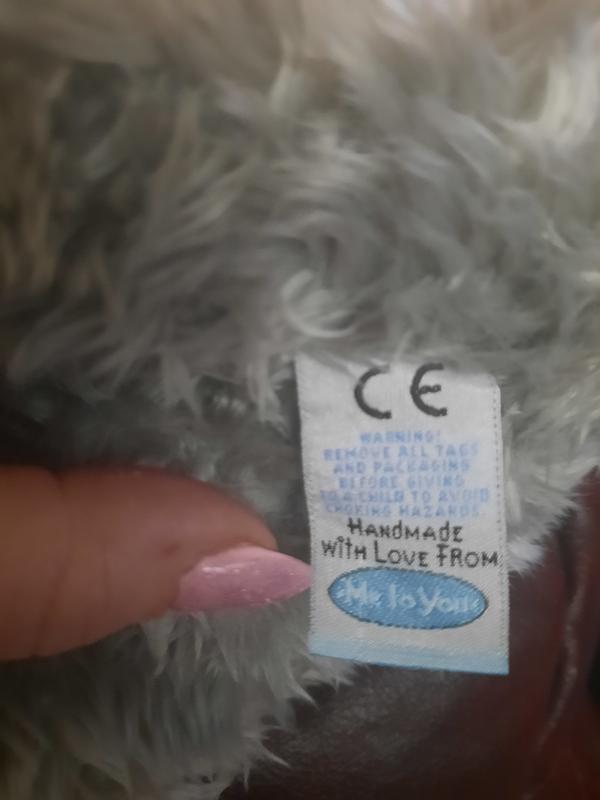 CE
WARNING!
REMOVE ALL TAGS
AND PACKAGING
BEFORE GIVING
TO A CHILD TO AVOID
CHOKING HAZARDS
HANDMADE
WITH LOVE FROM
Me To You